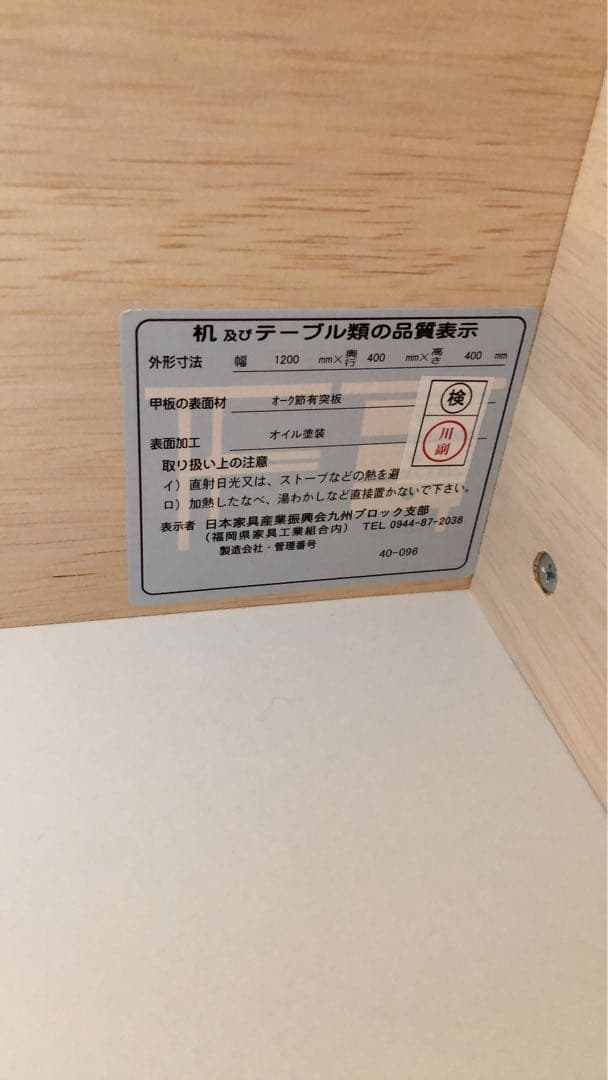 机 及び テーブル類の品質表示
外形寸法 幅 1200 mm×奥行 400 mm×高さ 400 mm
甲板の表面材 オーク節有突板
検
表面加工 オイル塗装
川副
取り扱い上の注意
イ）直射日光又は、ストーブなどの熱を避
ロ）加熱したなべ、湯わかしなど直接置かないで下さい。
表示者 日本家具産業振興会九州ブロック支部
（福岡県家具工業組合内） TEL 0944-87-2038
製造会社・管理番号 40-096